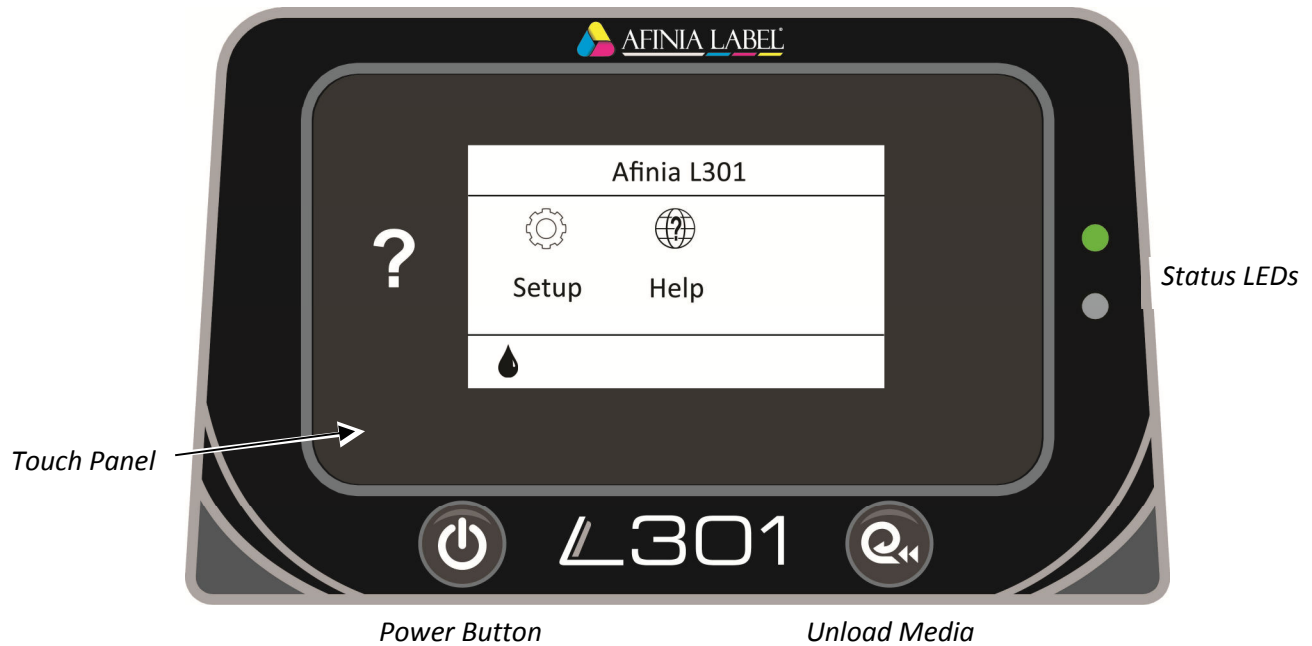 AFINIA LABEL
Afinia L301
?
?
Setup Help
Status LEDs
Touch Panel
L301
Power Button Unload Media